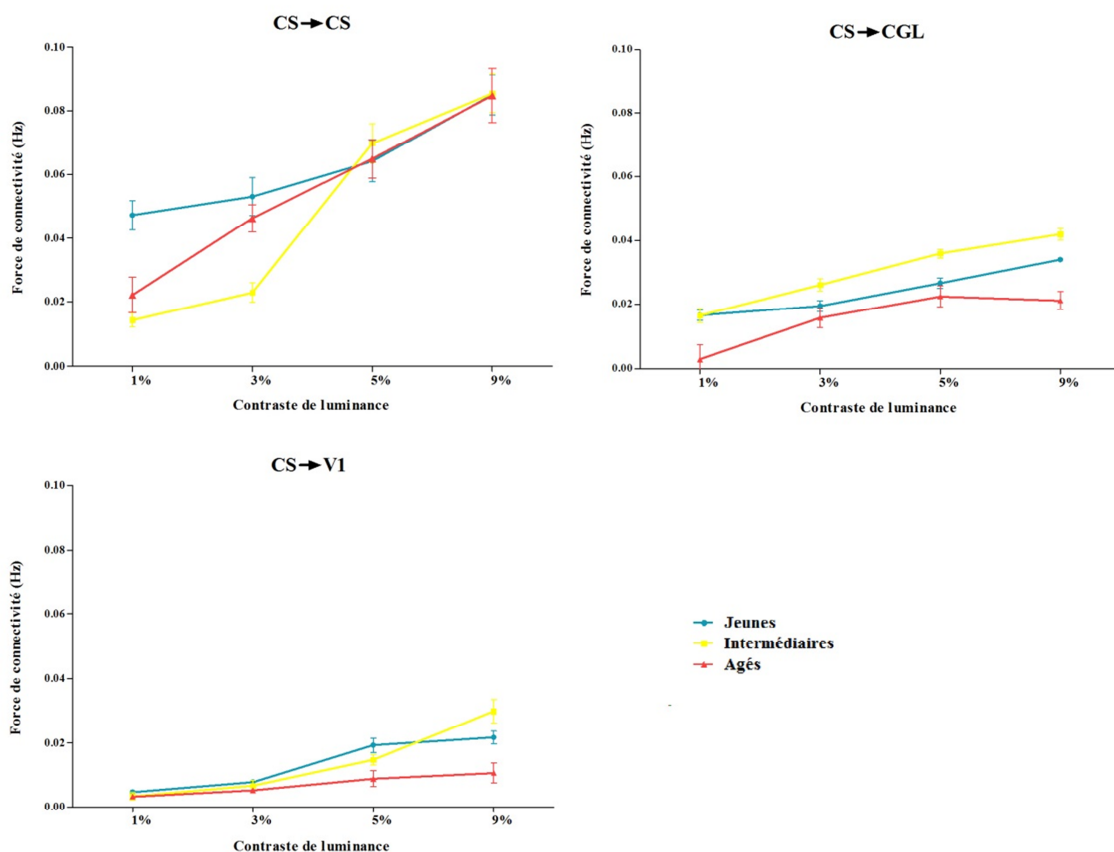 CS→CS
0.10
0.08
0.06
0.04
0.02
0.00
Force de connectivité (Hz)
1% 3% 5% 9%
Contraste de luminance
CS→CGL
0.10
0.08
0.06
0.04
0.02
0.00
Force de connectivité (Hz)
1% 3% 5% 9%
Contraste de luminance
CS→V1
0.10
0.08
0.06
0.04
0.02
0.00
Force de connectivité (Hz)
1% 3% 5% 9%
Contraste de luminance
Jeunes
Intermédiaires
Agés